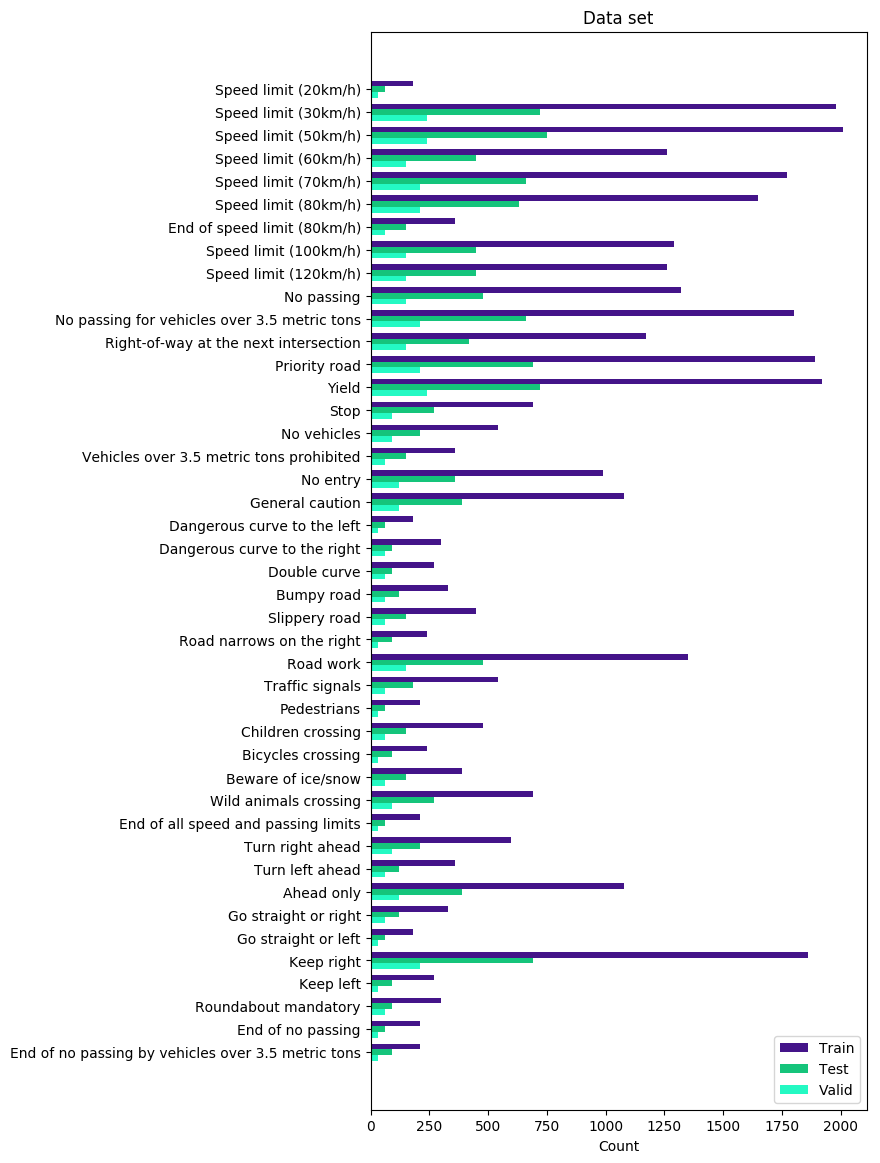 Data set
Speed limit (20km/h)
Speed limit (30km/h)
Speed limit (50km/h)
Speed limit (60km/h)
Speed limit (70km/h)
Speed limit (80km/h)
End of speed limit (80km/h)
Speed limit (100km/h)
Speed limit (120km/h)
No passing
No passing for vehicles over 3.5 metric tons
Right-of-way at the next intersection
Priority road
Yield
Stop
No vehicles
Vehicles over 3.5 metric tons prohibited
No entry
General caution
Dangerous curve to the left
Dangerous curve to the right
Double curve
Bumpy road
Slippery road
Road narrows on the right
Road work
Traffic signals
Pedestrians
Children crossing
Bicycles crossing
Beware of ice/snow
Wild animals crossing
End of all speed and passing limits
Turn right ahead
Turn left ahead
Ahead only
Go straight or right
Go straight or left
Keep right
Keep left
Roundabout mandatory
End of no passing
End of no passing by vehicles over 3.5 metric tons
Train
Test
Valid
0 250 500 750 1000 1250 1500 1750 2000
Count